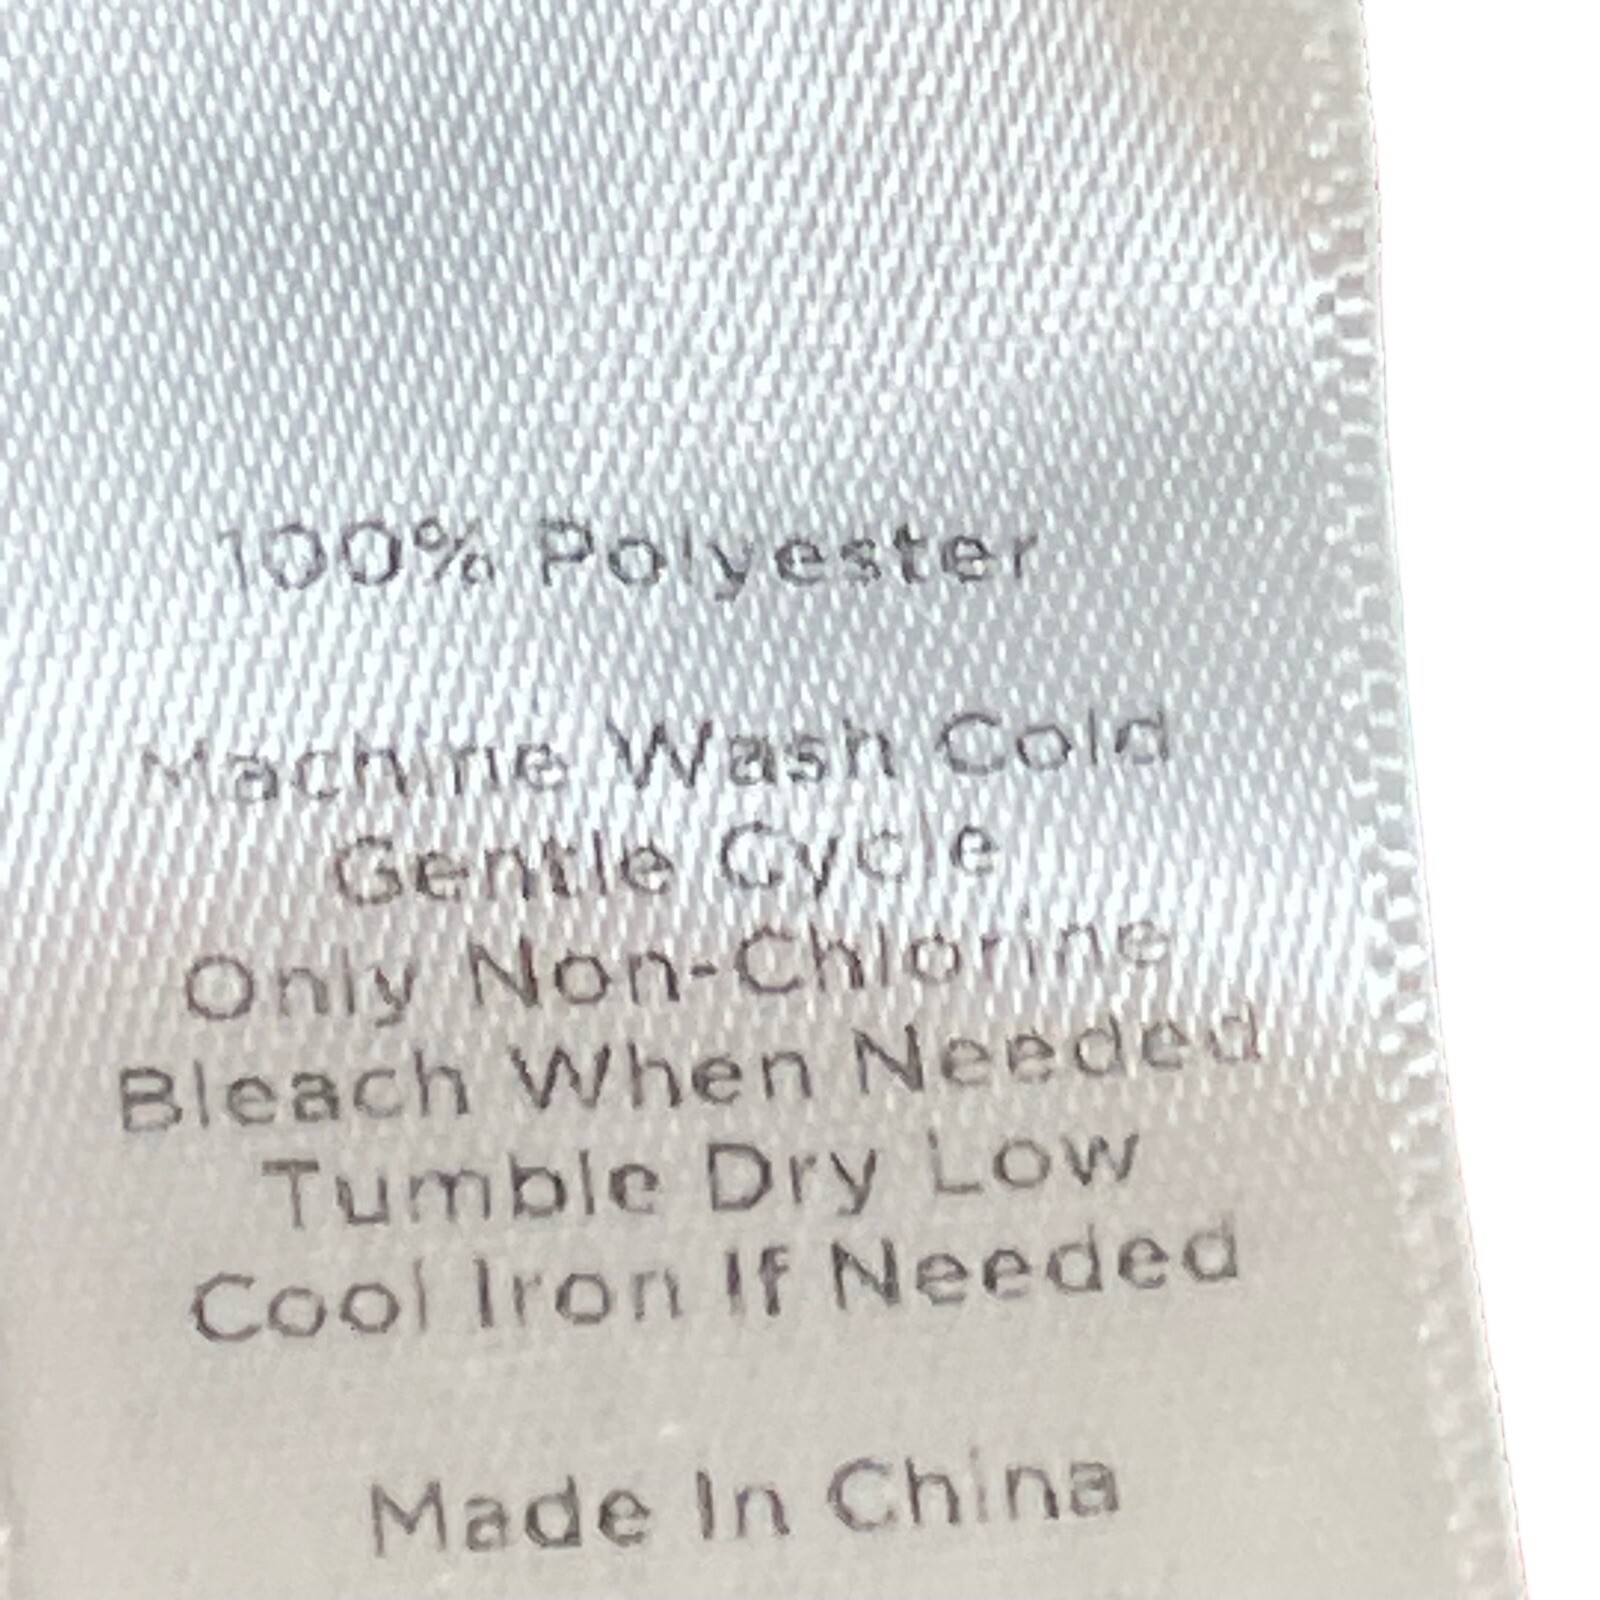 100% Polyester
Machine Wash Cold
Gentle Cycle
Only Non-Chlorine
Bleach When Needed
Tumble Dry Low
Cool Iron If Needed
Made In China